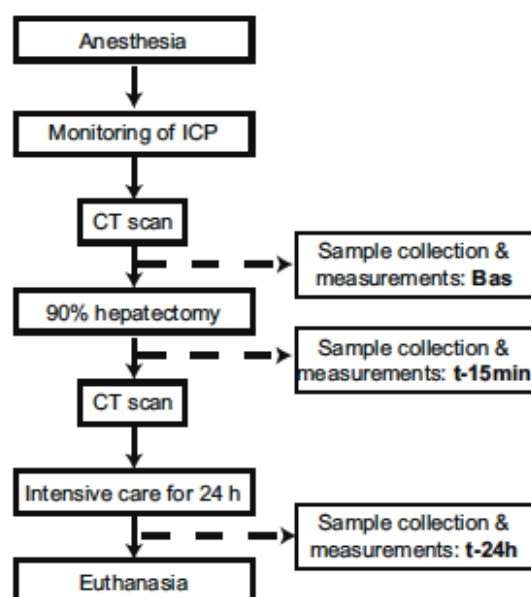 Anesthesia
Monitoring of ICP
CT scan
Sample collection &
measurements: Bas
90% hepatectomy
Sample collection &
measurements: t-15min
CT scan
Intensive care for 24 h
Sample collection &
measurements: t-24h
Euthanasia